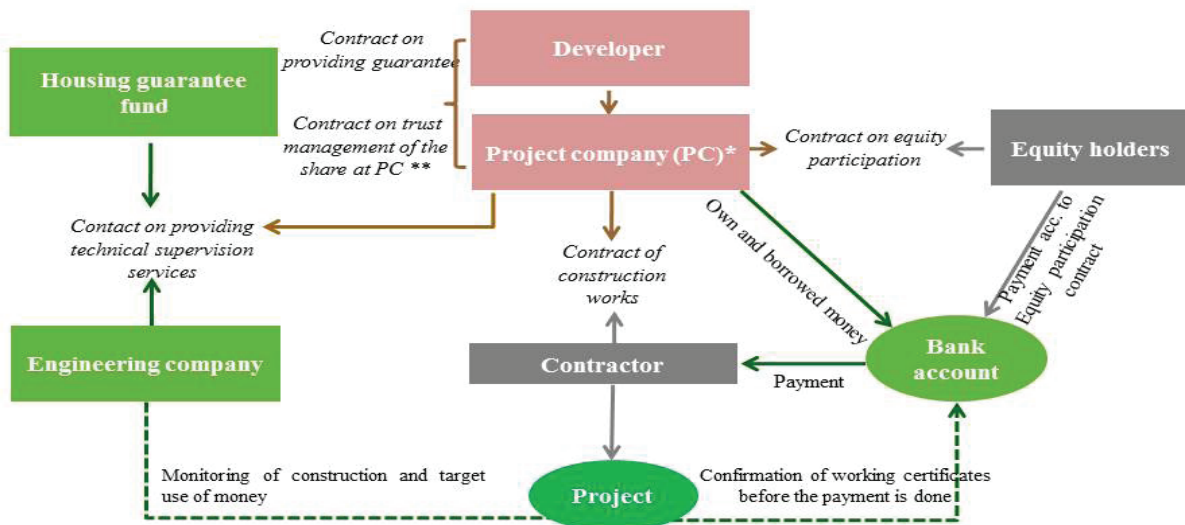 Housing guarantee
fund
Contract on
providing guarantee
Contract on trust
management of the
share at PC **
Developer
Project company (PC)*
Contract on equity
participation
Equity holders
Contact on providing
technical supervision
services
Contract of
construction
works
Own and borrowed money
Payment acc. to
Equity participation
contract
Engineering company
Contractor
Payment
Bank
account
Monitoring of construction and target
use of money
Project
Confirmation of working certificates
before the payment is done